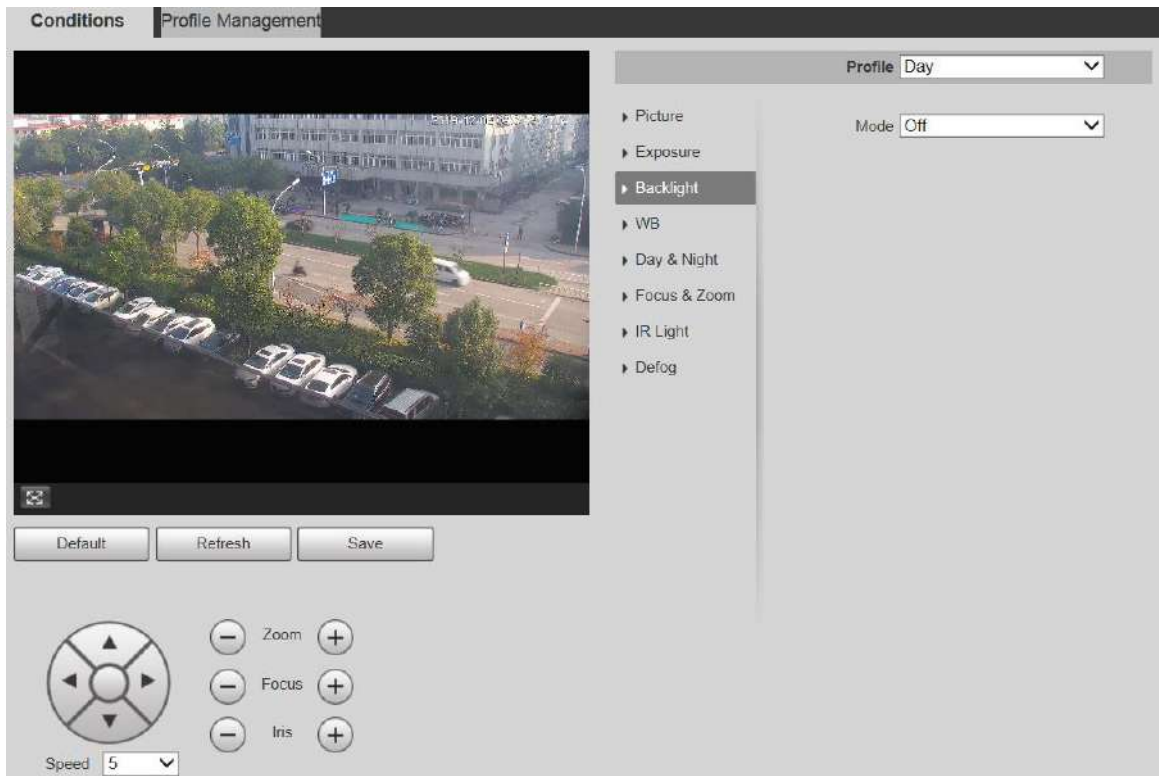 Conditions
Profile Management
Profile Day
Picture
Mode Off
Exposure
Backlight
WB
Day & Night
Focus & Zoom
IR Light
Defog
Default
Refresh
Save
Zoom
Focus
Iris
Speed 5